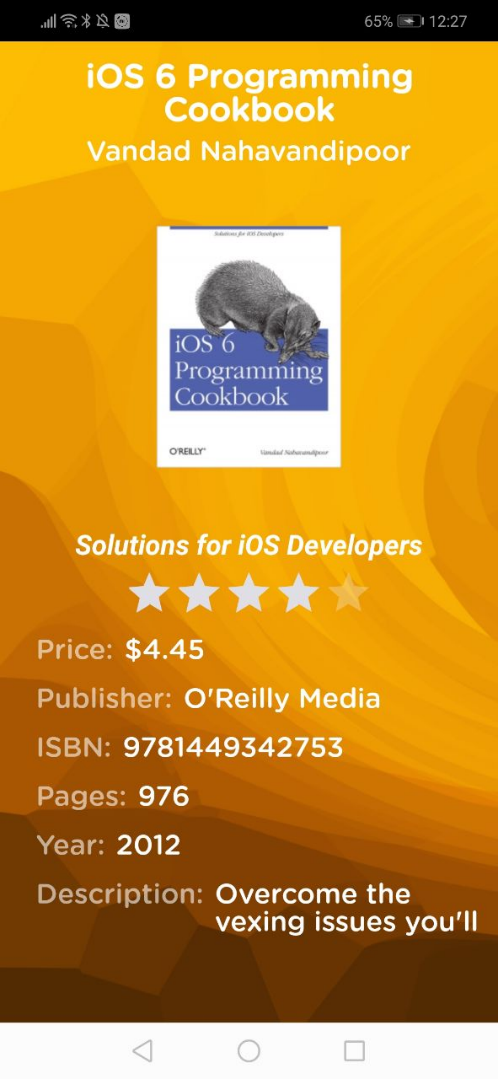 65% 12:27
iOS 6 Programming
Cookbook
Vandad Nahavandipoor
Solutions for iOS Developers
iOS 6
Programming
Cookbook
O'REILLY
Vandad Nahavandipoor
Solutions for iOS Developers
Price: $4.45
Publisher: O'Reilly Media
ISBN: 9781449342753
Pages: 976
Year: 2012
Description: Overcome the
vexing issues you'll